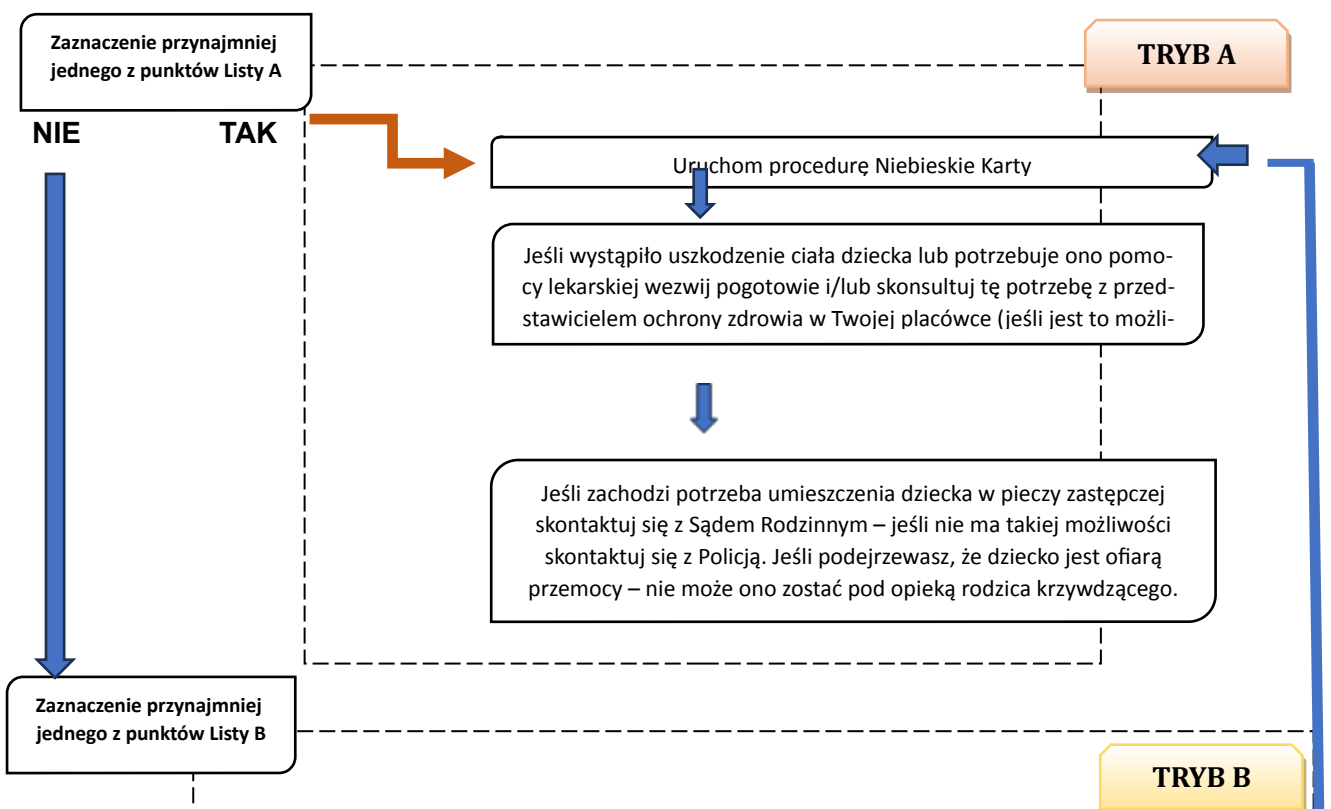 Zaznaczenie przynajmniej
jednego z punktów Listy A
TRYB A
NIE
TAK
Uruchom procedurę Niebieskie Karty
Jeśli wystąpiło uszkodzenie ciała dziecka lub potrzebuje ono pomo-
cy lekarskiej wezwij pogotowie i/lub skonsultuj tę potrzebę z przed-
stawicielem ochrony zdrowia w Twojej placówce (jeśli jest to możli-
Jeśli zachodzi potrzeba umieszczenia dziecka w pieczy zastępczej
skontaktuj się z Sądem Rodzinnym – jeśli nie ma takiej możliwości
skontaktuj się z Policją. Jeśli podejrzewasz, że dziecko jest ofiarą
przemocy – nie może ono zostać pod opieką rodzica krzywdzącego.
Zaznaczenie przynajmniej
jednego z punktów Listy B
TRYB B